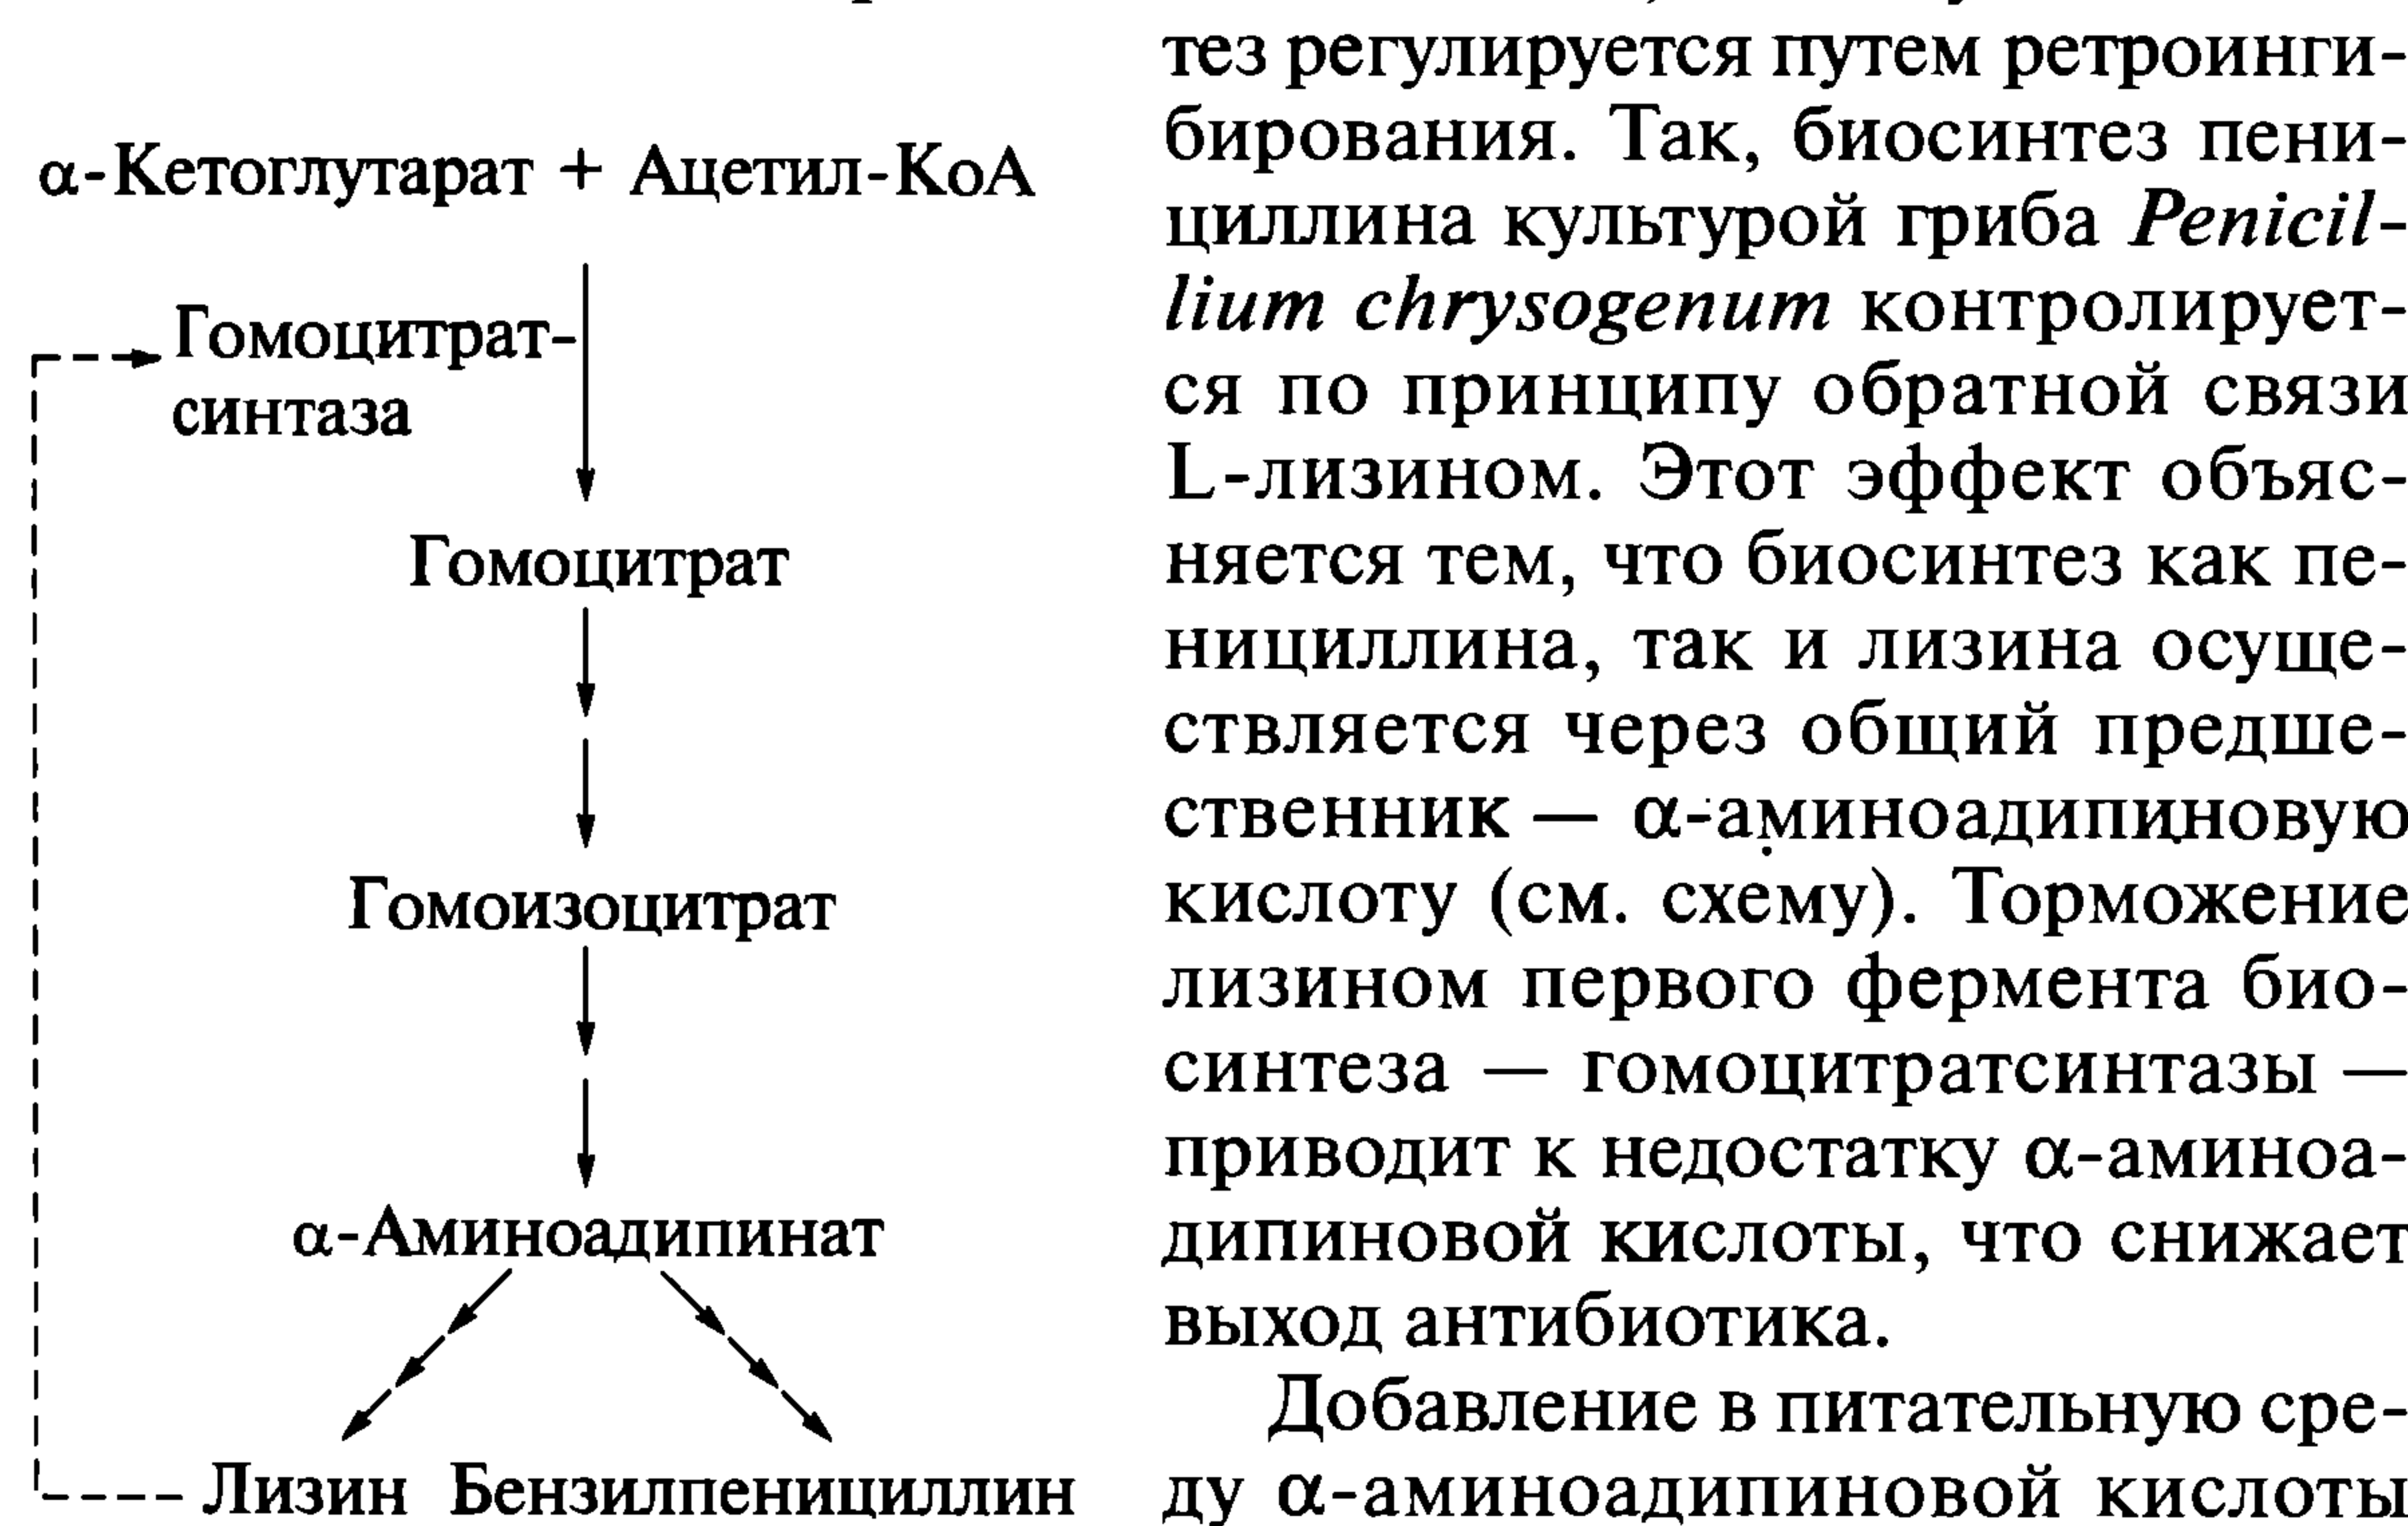 α-Кетоглутарат + Ацетил-КоА
Гомоцитрат-
синтаза
Гомоцитрат
Гомоизоцитрат
α-Аминоадипинат
Лизин Бензилпенициллин
тез регулируется путем ретроинги-
бирования. Так, биосинтез пени-
циллина культурой гриба Penicil-
lium chrysogenum контролирует-
ся по принципу обратной связи
L-лизином. Этот эффект объяс-
няется тем, что биосинтез как пе-
нициллина, так и лизина осуще-
ствляется через общий предше-
ственник — α-аминоадипиновую
кислоту (см. схему). Торможение
лизином первого фермента био-
синтеза — гомоцитратсинтазы —
приводит к недостатку α-аминоа-
дипиновой кислоты, что снижает
выход антибиотика.
Добавление в питательную сре-
ду α-аминоадипиновой кислоты